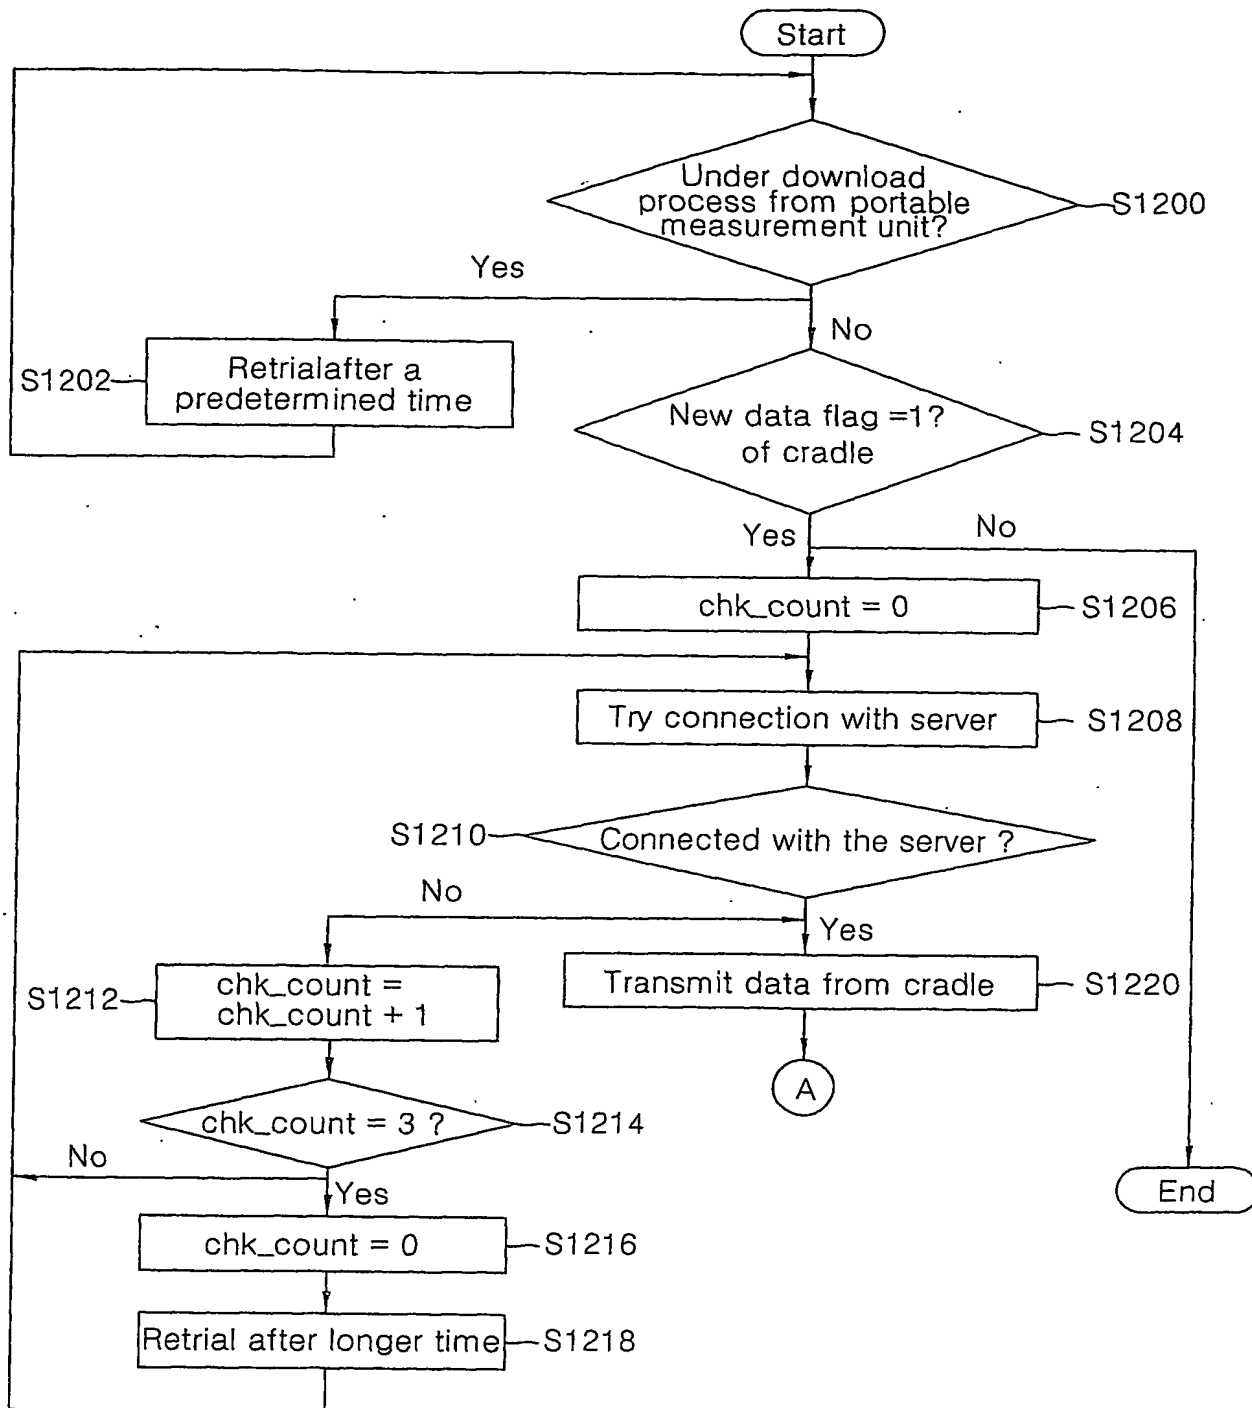 Start
Under download
process from portable
measurement unit?
S1200
Yes
No
S1202
Retrialafter a
predetermined time
New data flag =1?
of cradle
S1204
Yes
No
chk_count = 0
S1206
Try connection with server
S1208
S1210
Connected with the server ?
No
Yes
S1212
chk_count =
chk_count + 1
Transmit data from cradle
S1220
A
chk_count = 3 ?
S1214
No
Yes
End
chk_count = 0
S1216
Retrial after longer time
S1218